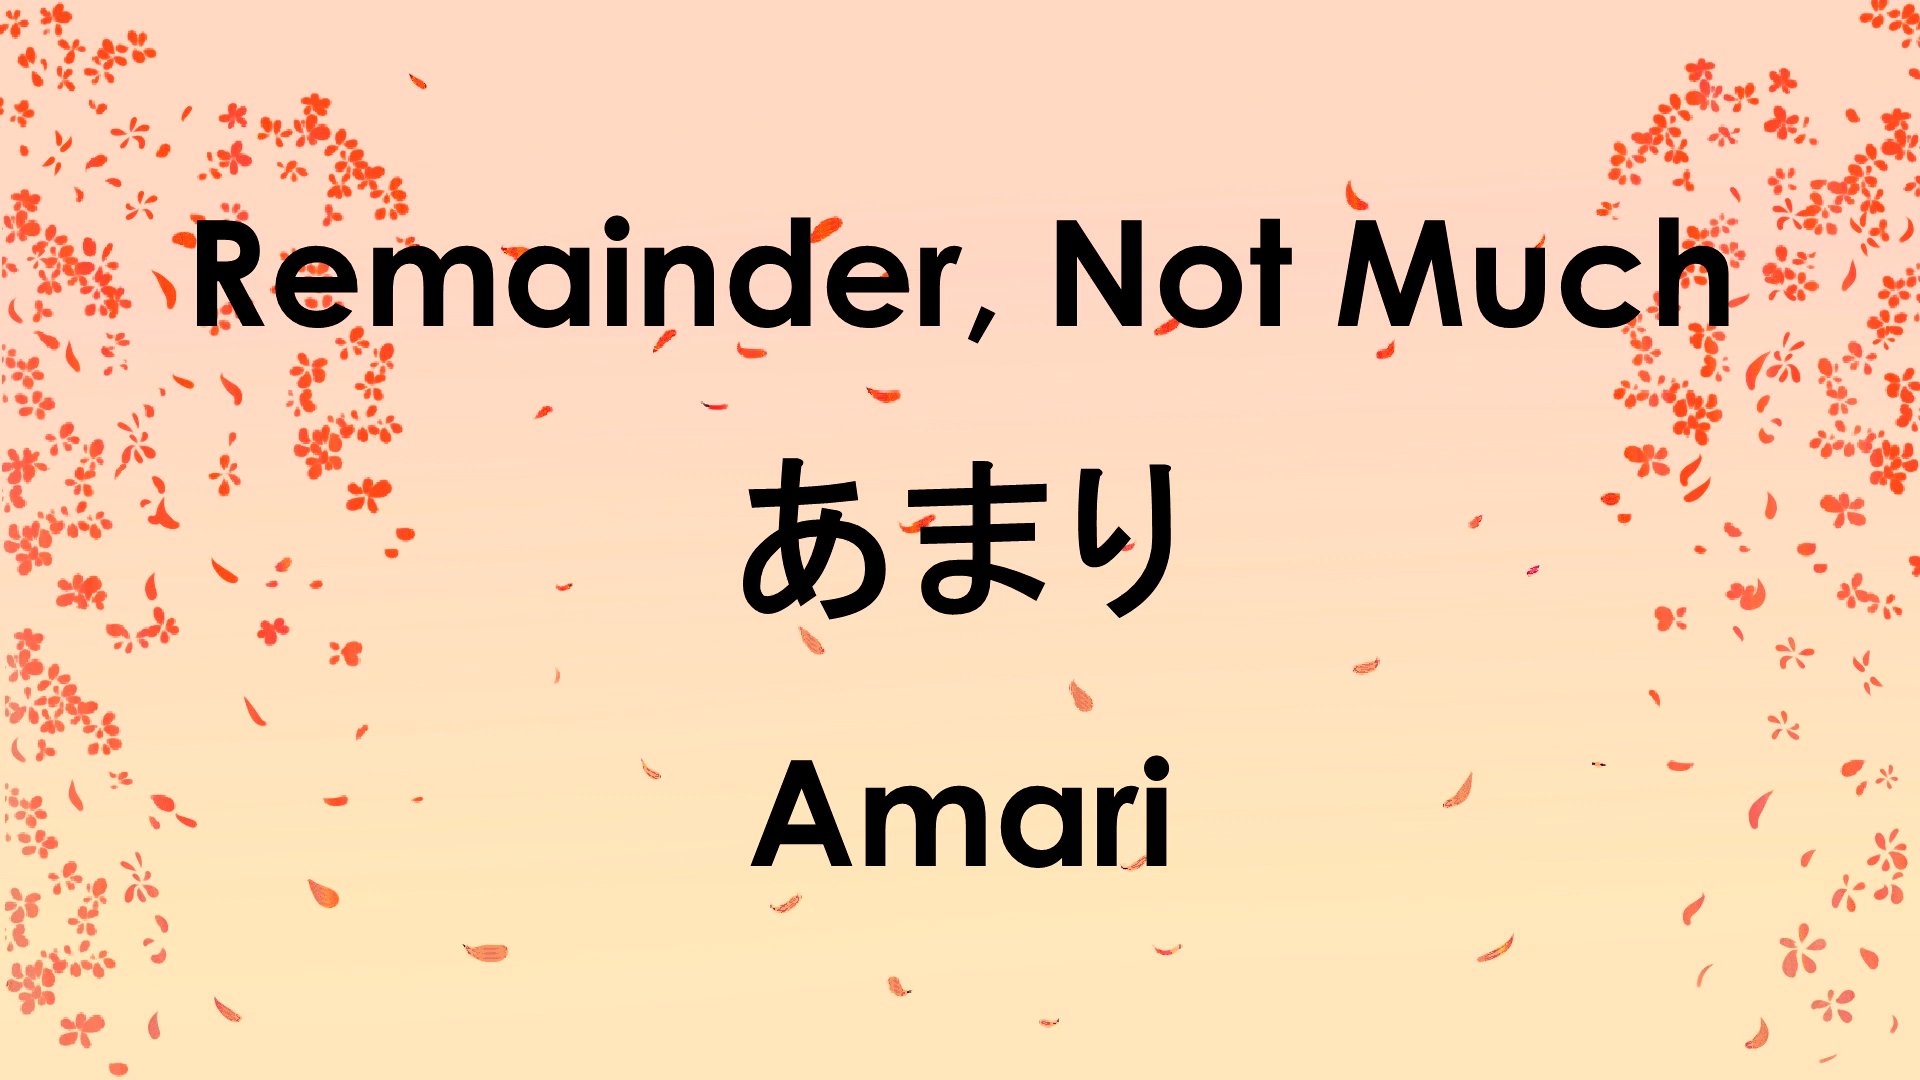 Remainder, Not Much
あまり
Amari